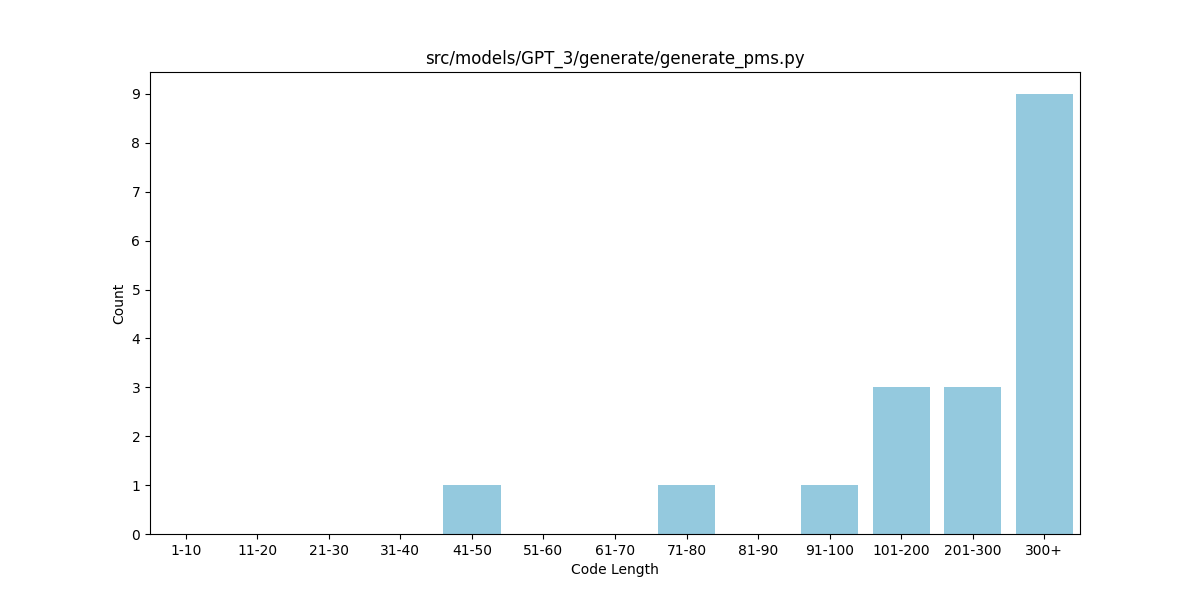 src/models/GPT_3/generate/generate_pms.py
9
8
7
6
5
4
3
2
1
0
Count
1-10 11-20 21-30 31-40 41-50 51-60 61-70 71-80 81-90 91-100 101-200 201-300 300+
Code Length